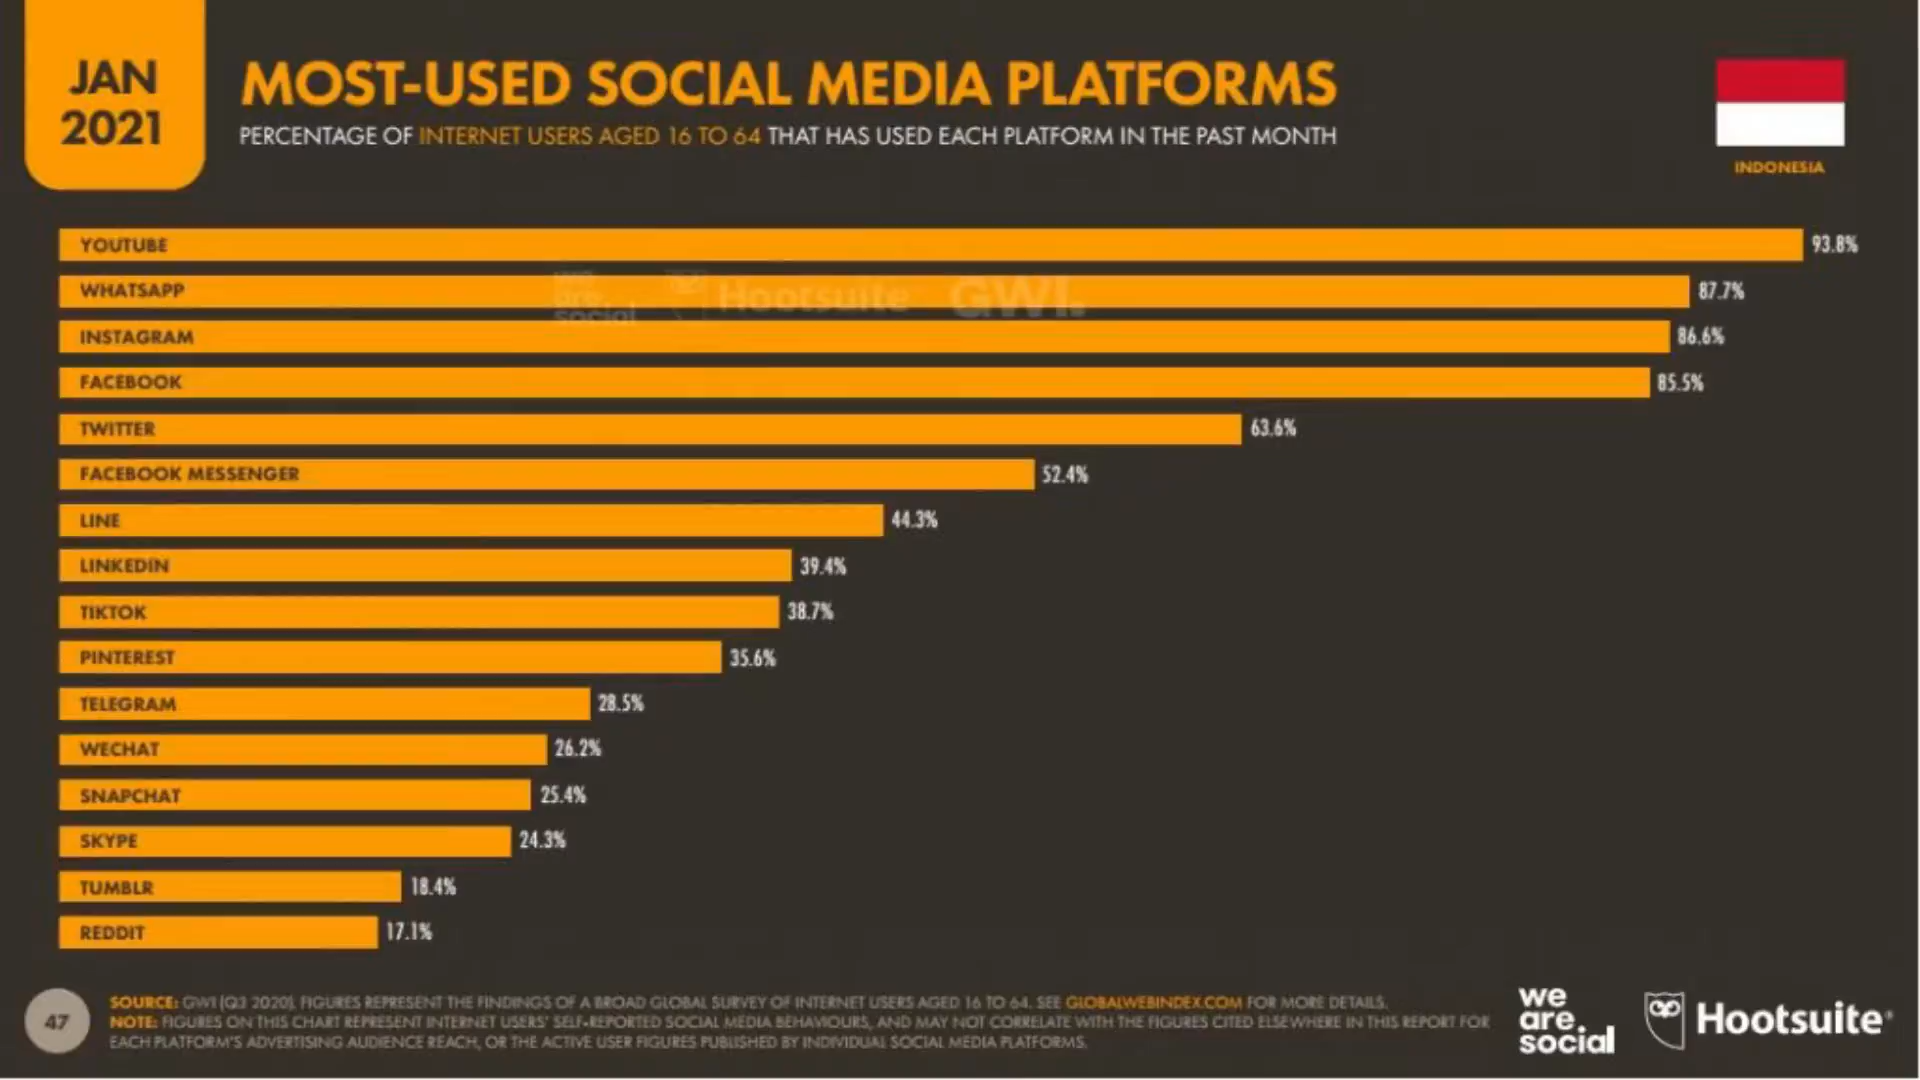 JAN
2021
MOST-USED SOCIAL MEDIA PLATFORMS
PERCENTAGE OF INTERNET USERS AGED 16 TO 64 THAT HAS USED EACH PLATFORM IN THE PAST MONTH
INDONESIA
YOUTUBE 93.8%
WHATSAPP 87.7%
we are social Hootsuite GWI.
INSTAGRAM 86.6%
FACEBOOK 85.5%
TWITTER 63.6%
FACEBOOK MESSENGER 52.4%
LINE 44.3%
LINKEDIN 39.4%
TIKTOK 38.7%
PINTEREST 35.6%
TELEGRAM 28.5%
WECHAT 26.2%
SNAPCHAT 25.4%
SKYPE 24.3%
TUMBLR 18.4%
REDDIT 17.1%
47
SOURCE: GWI (Q3 2020). FIGURES REPRESENT THE FINDINGS OF A BROAD GLOBAL SURVEY OF INTERNET USERS AGED 16 TO 64. SEE GLOBALWEBINDEX.COM FOR MORE DETAILS.
NOTE: FIGURES ON THIS CHART REPRESENT INTERNET USERS' SELF-REPORTED SOCIAL MEDIA BEHAVIOURS, AND MAY NOT CORRELATE WITH THE FIGURES CITED ELSEWHERE IN THIS REPORT FOR
EACH PLATFORM'S ADVERTISING AUDIENCE REACH, OR THE ACTIVE USER FIGURES PUBLISHED BY INDIVIDUAL SOCIAL MEDIA PLATFORMS.
we
are
social
Hootsuite